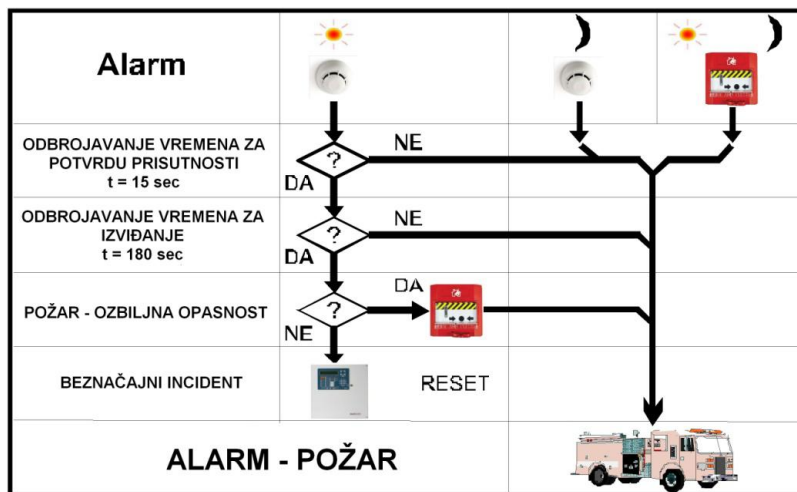 Alarm
ODBROJAVANJE VREMENA ZA
POTVRDU PRISUTNOSTI
t = 15 sec
?
NE
DA
ODBROJAVANJE VREMENA ZA
IZVIĐANJE
t = 180 sec
?
NE
DA
POŽAR - OZBILJNA OPASNOST
?
DA
NE
BEZNAČAJNI INCIDENT
RESET
ALARM - POŽAR